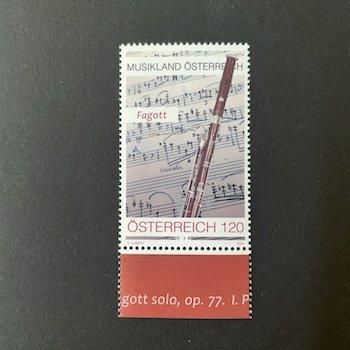 MUSIKLAND ÖSTERREICH
Fagott
ÖSTERREICH 120
gott solo, op. 77. I. P